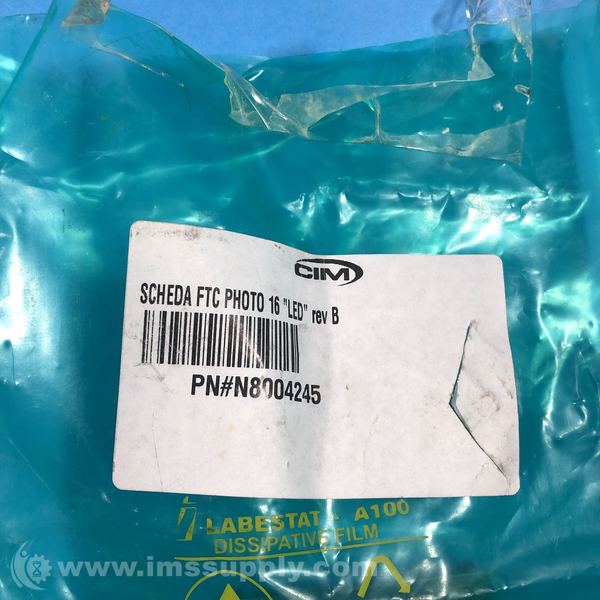 CIM
SCHEDA FTC PHOTO 16 "LED" rev B
PN#N8004245
LABESTAT - A100
DISSIPATIVE FILM
www.imssupply.com